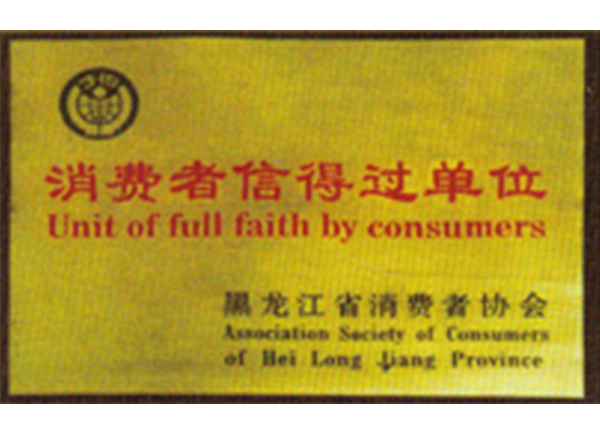 消费者信得过单位
Unit of full faith by consumers
黑龙江省消费者协会
Association Society of Consumers
of Hei Long Jiang Province